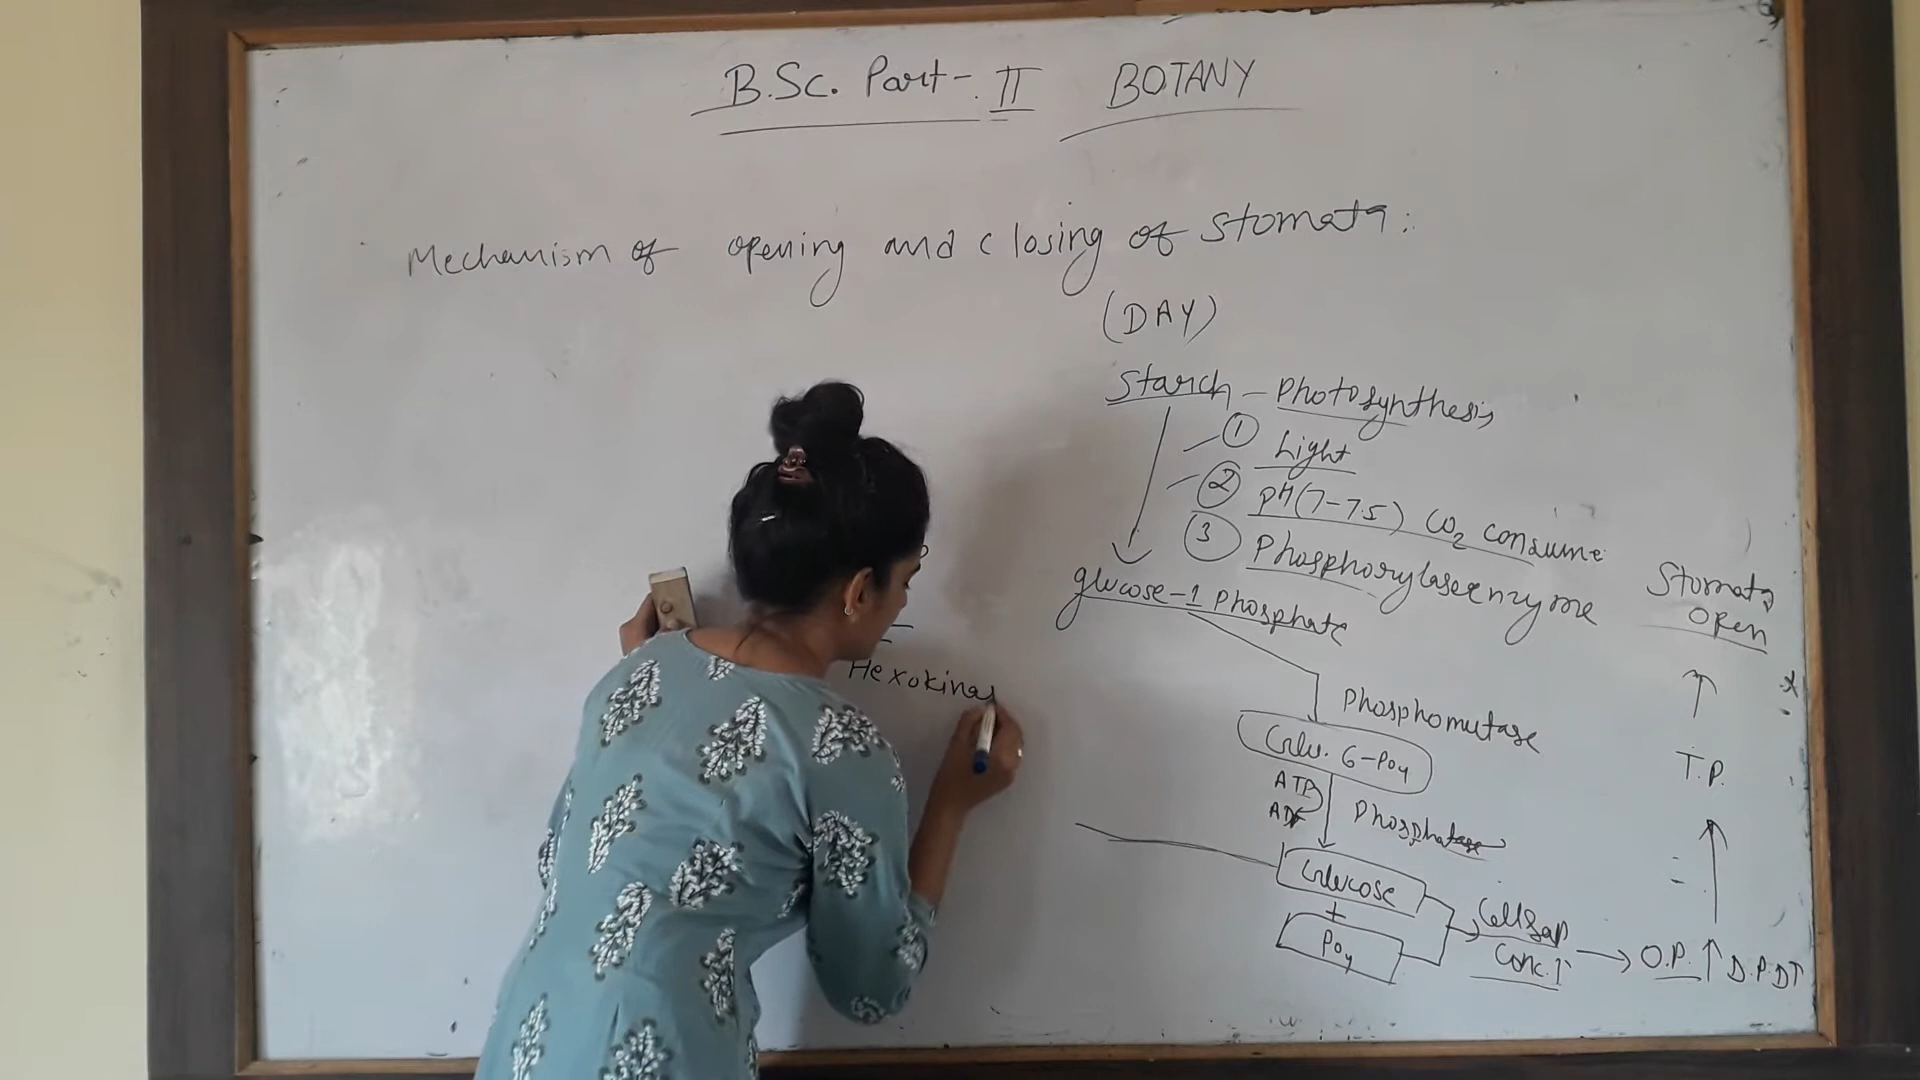 B.Sc. Part-II BOTANY
Mechanism of opening and closing of Stomata:
(DAY)
Starch - Photosynthesis
① Light
② pH(7-7.5) CO2 consume
③ Phosphorylase enzyme
glucose-1 Phosphate
Stomata
Open
Hexokinas
Phosphomutase
Glu. 6-PO4
T.P.
ATP
ADP
Phosphatase
Glucose
+
PO4
Cell Sap
Conc.↑
O.P.↑ D.P.D↑